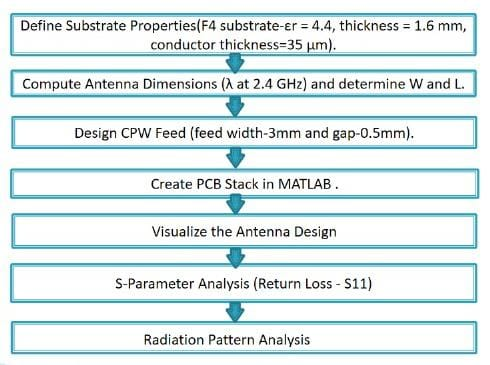 Define Substrate Properties(F4 substrate-εr = 4.4, thickness = 1.6 mm,
conductor thickness=35 μm).
Compute Antenna Dimensions (λ at 2.4 GHz) and determine W and L.
Design CPW Feed (feed width-3mm and gap-0.5mm).
Create PCB Stack in MATLAB .
Visualize the Antenna Design
S-Parameter Analysis (Return Loss - S11)
Radiation Pattern Analysis